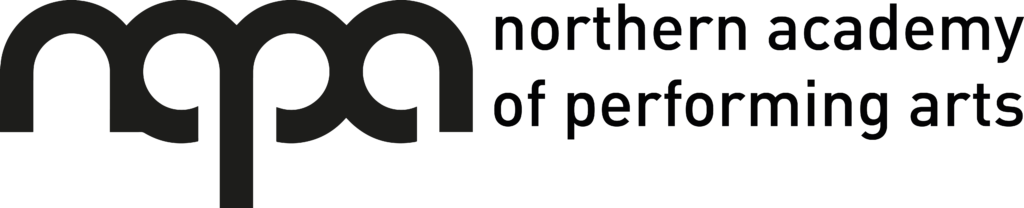 napa
northern academy
of performing arts